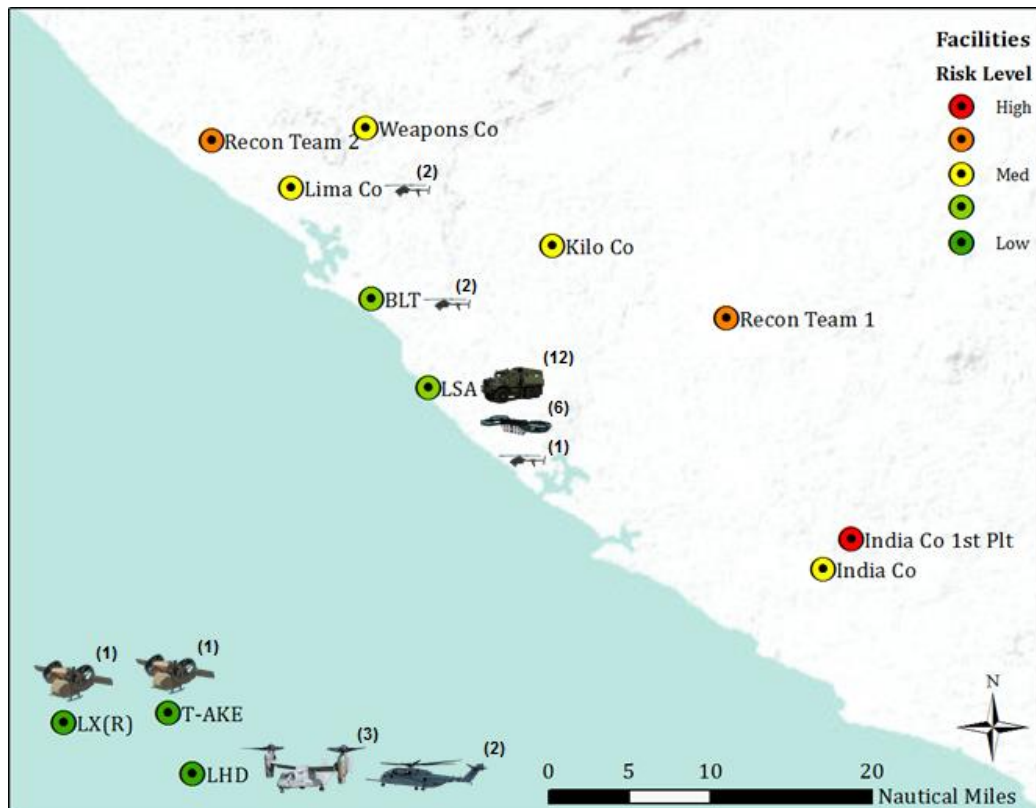 Facilities
Risk Level
High
Med
Low
Weapons Co
Recon Team 2
Lima Co
(2)
Kilo Co
BLT
(2)
Recon Team 1
LSA
(12)
(6)
(1)
India Co 1st Plt
India Co
(1)
(1)
LX(R)
T-AKE
N
LHD
(3)
(2)
0 5 10 20
Nautical Miles